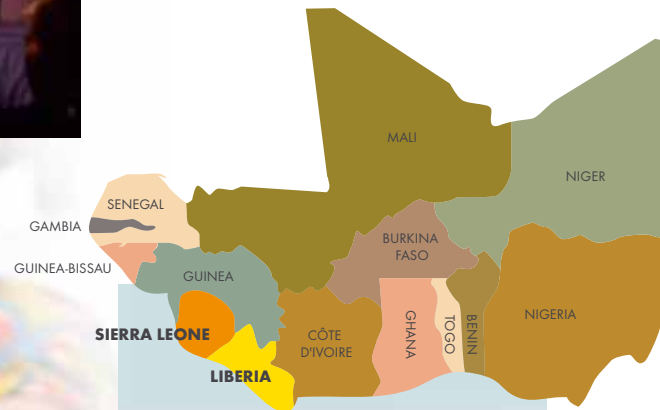 MALI
NIGER
SENEGAL
GAMBIA
BURKINA
FASO
GUINEA-BISSAU
GUINEA
NIGERIA
SIERRA LEONE
CÔTE
D'IVOIRE
GHANA
TOGO
BENIN
LIBERIA